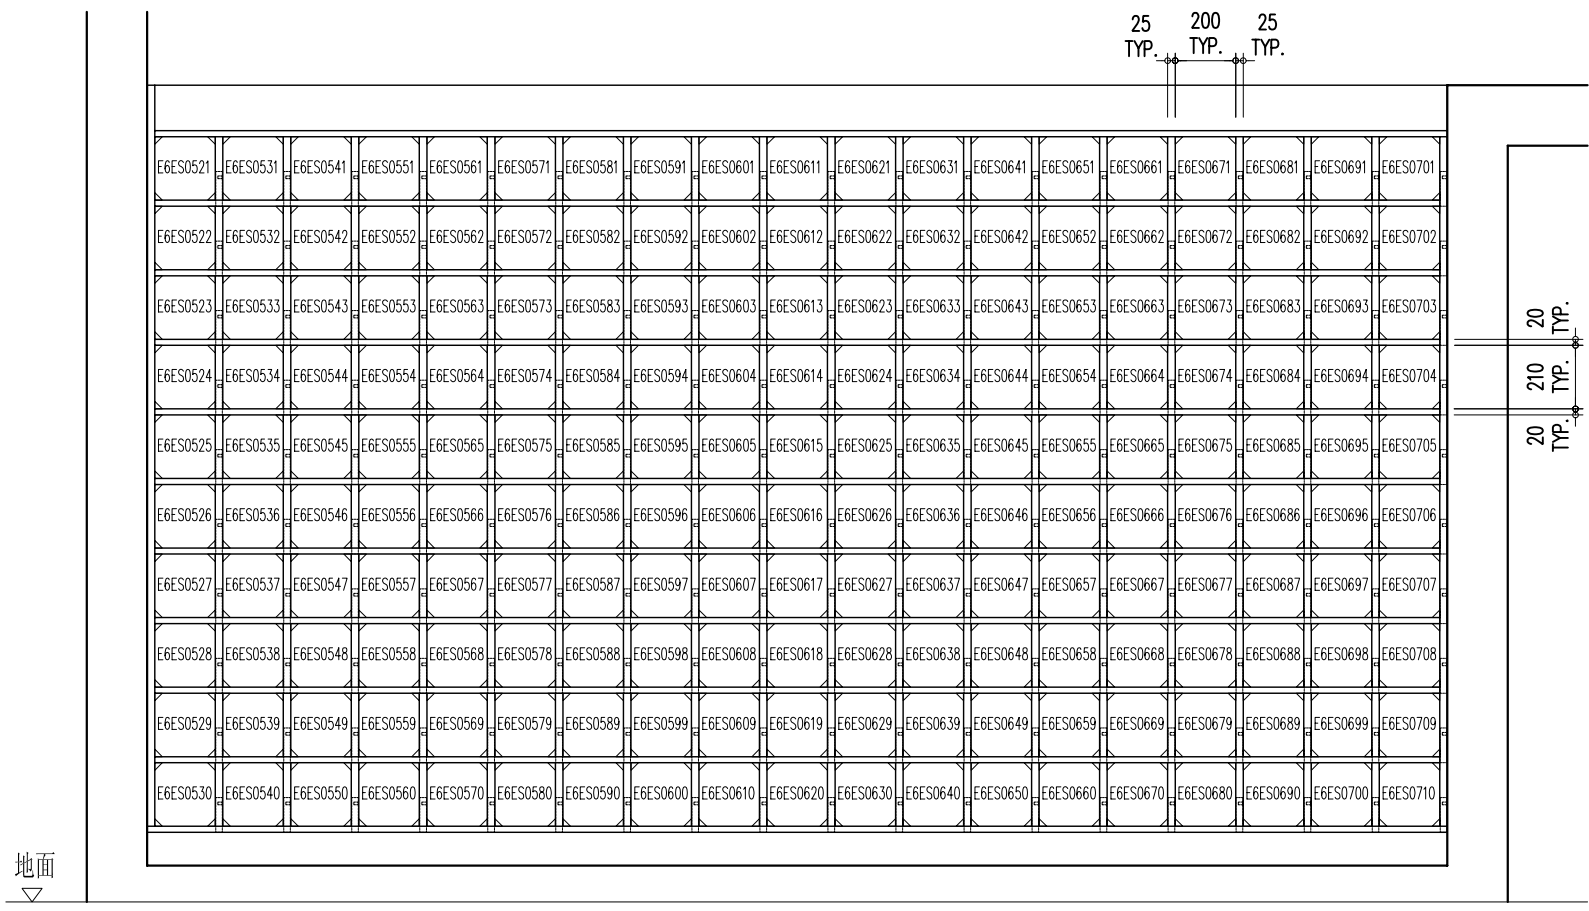 25 200 25
TYP. TYP. TYP.
E6ES0521 E6ES0531 E6ES0541 E6ES0551 E6ES0561 E6ES0571 E6ES0581 E6ES0591 E6ES0601 E6ES0611 E6ES0621 E6ES0631 E6ES0641 E6ES0651 E6ES0661 E6ES0671 E6ES0681 E6ES0691 E6ES0701
E6ES0522 E6ES0532 E6ES0542 E6ES0552 E6ES0562 E6ES0572 E6ES0582 E6ES0592 E6ES0602 E6ES0612 E6ES0622 E6ES0632 E6ES0642 E6ES0652 E6ES0662 E6ES0672 E6ES0682 E6ES0692 E6ES0702
E6ES0523 E6ES0533 E6ES0543 E6ES0553 E6ES0563 E6ES0573 E6ES0583 E6ES0593 E6ES0603 E6ES0613 E6ES0623 E6ES0633 E6ES0643 E6ES0653 E6ES0663 E6ES0673 E6ES0683 E6ES0693 E6ES0703
E6ES0524 E6ES0534 E6ES0544 E6ES0554 E6ES0564 E6ES0574 E6ES0584 E6ES0594 E6ES0604 E6ES0614 E6ES0624 E6ES0634 E6ES0644 E6ES0654 E6ES0664 E6ES0674 E6ES0684 E6ES0694 E6ES0704
E6ES0525 E6ES0535 E6ES0545 E6ES0555 E6ES0565 E6ES0575 E6ES0585 E6ES0595 E6ES0605 E6ES0615 E6ES0625 E6ES0635 E6ES0645 E6ES0655 E6ES0665 E6ES0675 E6ES0685 E6ES0695 E6ES0705
E6ES0526 E6ES0536 E6ES0546 E6ES0556 E6ES0566 E6ES0576 E6ES0586 E6ES0596 E6ES0606 E6ES0616 E6ES0626 E6ES0636 E6ES0646 E6ES0656 E6ES0666 E6ES0676 E6ES0686 E6ES0696 E6ES0706
E6ES0527 E6ES0537 E6ES0547 E6ES0557 E6ES0567 E6ES0577 E6ES0587 E6ES0597 E6ES0607 E6ES0617 E6ES0627 E6ES0637 E6ES0647 E6ES0657 E6ES0667 E6ES0677 E6ES0687 E6ES0697 E6ES0707
E6ES0528 E6ES0538 E6ES0548 E6ES0558 E6ES0568 E6ES0578 E6ES0588 E6ES0598 E6ES0608 E6ES0618 E6ES0628 E6ES0638 E6ES0648 E6ES0658 E6ES0668 E6ES0678 E6ES0688 E6ES0698 E6ES0708
E6ES0529 E6ES0539 E6ES0549 E6ES0559 E6ES0569 E6ES0579 E6ES0589 E6ES0599 E6ES0609 E6ES0619 E6ES0629 E6ES0639 E6ES0649 E6ES0659 E6ES0669 E6ES0679 E6ES0689 E6ES0699 E6ES0709
E6ES0530 E6ES0540 E6ES0550 E6ES0560 E6ES0570 E6ES0580 E6ES0590 E6ES0600 E6ES0610 E6ES0620 E6ES0630 E6ES0640 E6ES0650 E6ES0660 E6ES0670 E6ES0680 E6ES0690 E6ES0700 E6ES0710
20
TYP.
210
TYP.
20
TYP.
地面